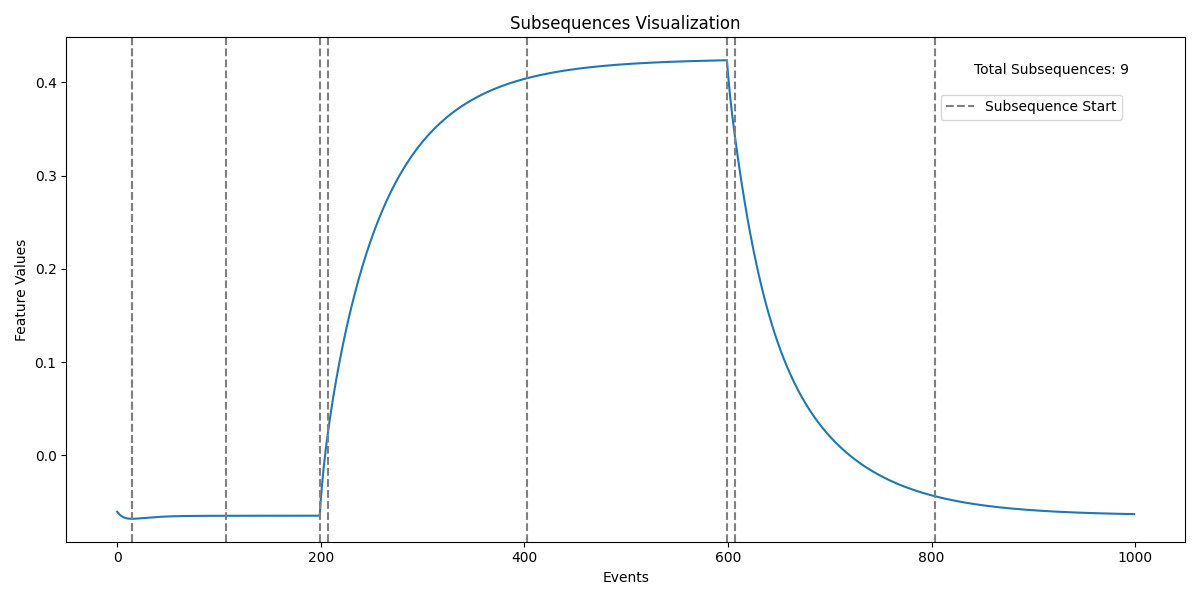 Subsequences Visualization
Total Subsequences: 9
Subsequence Start
Feature Values
0.4
0.3
0.2
0.1
0.0
0 200 400 600 800 1000
Events